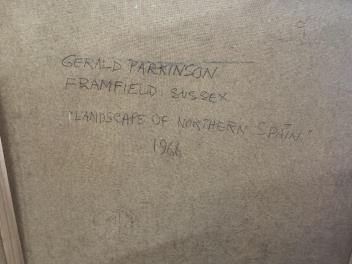 GERALD PARKINSON
FRAMFIELD. SUSSEX
"LANDSCAPE OF NORTHERN SPAIN."
1966